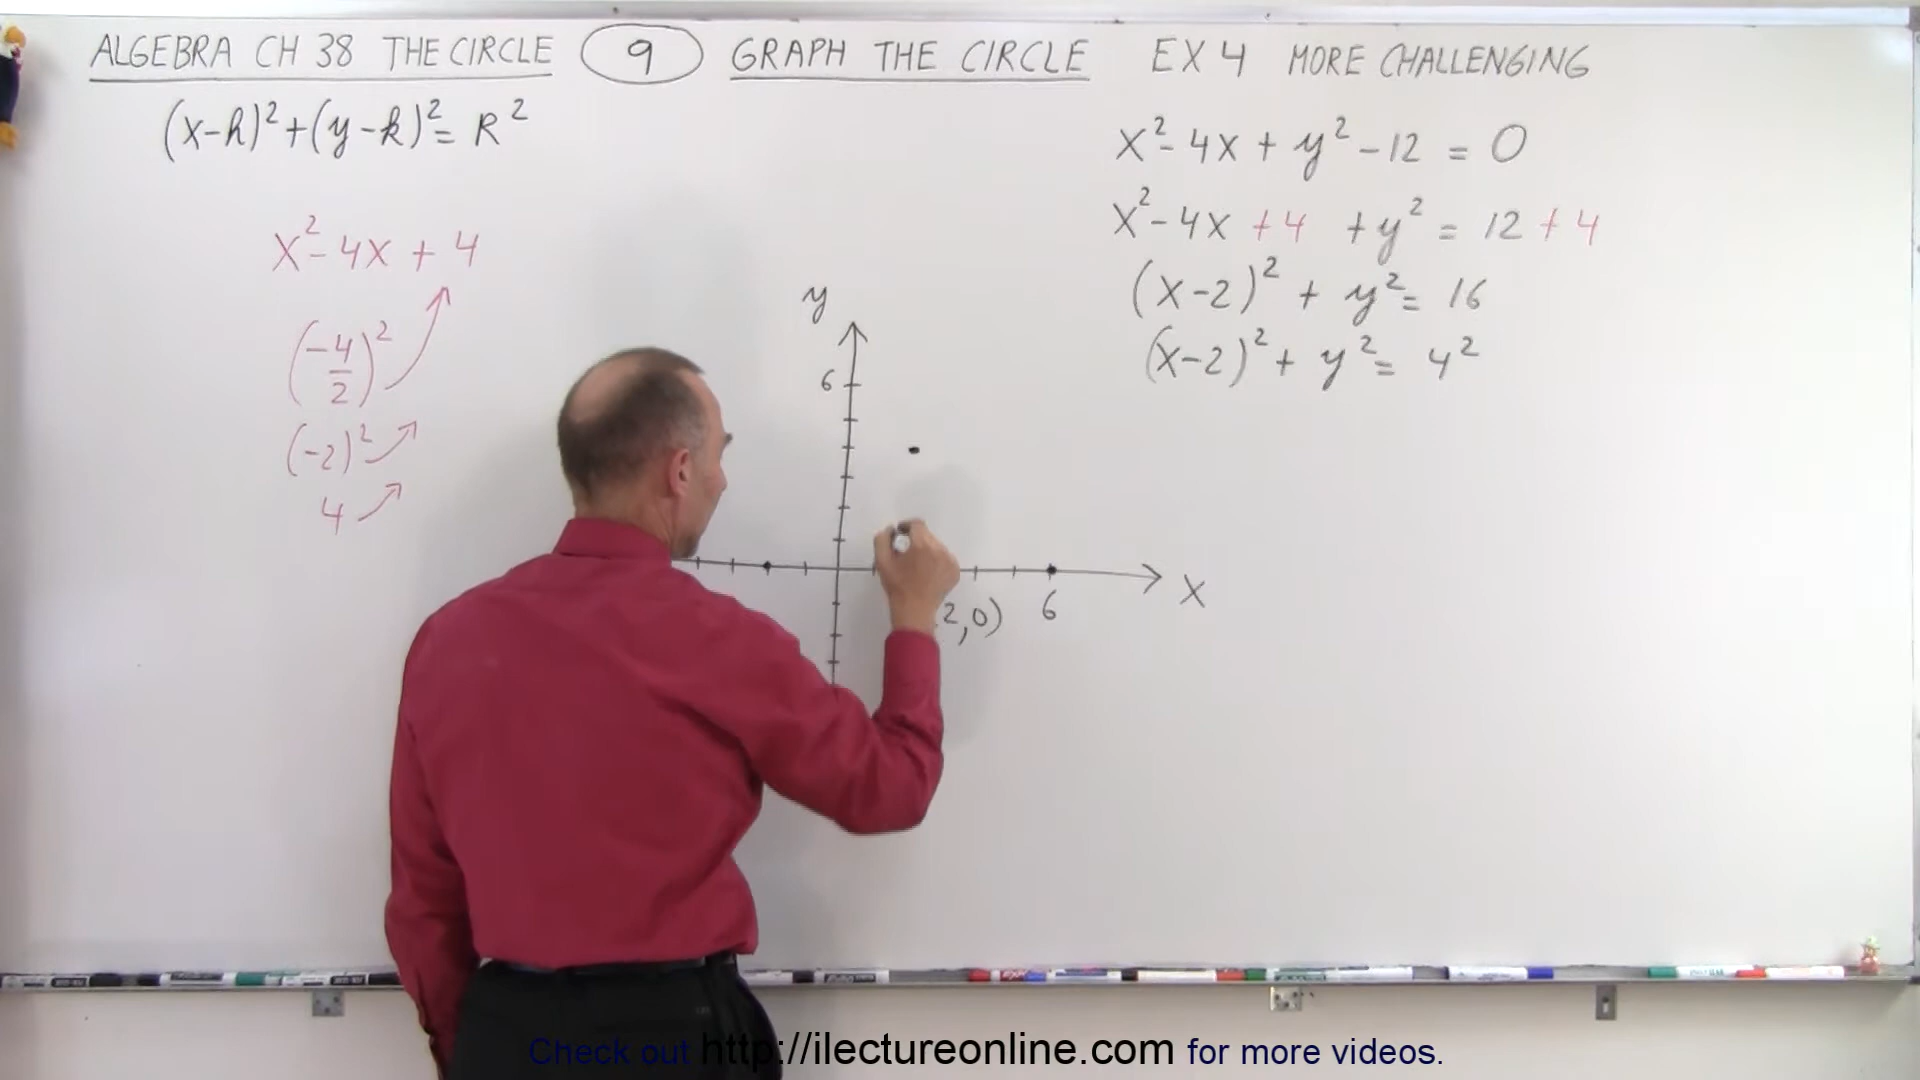 ALGEBRA CH 38 THE CIRCLE 9 GRAPH THE CIRCLE EX 4 MORE CHALLENGING
(x-h)²+(y-k)²= R²
x²-4x+4
(-4/2)²
(-2)²
4
y
6
2,0)
6
X
x²-4x+y²-12=0
x²-4x+4 +y²=12+4
(x-2)²+y²=16
(x-2)²+y²=4²
Check out http://ilectureonline.com for more videos.